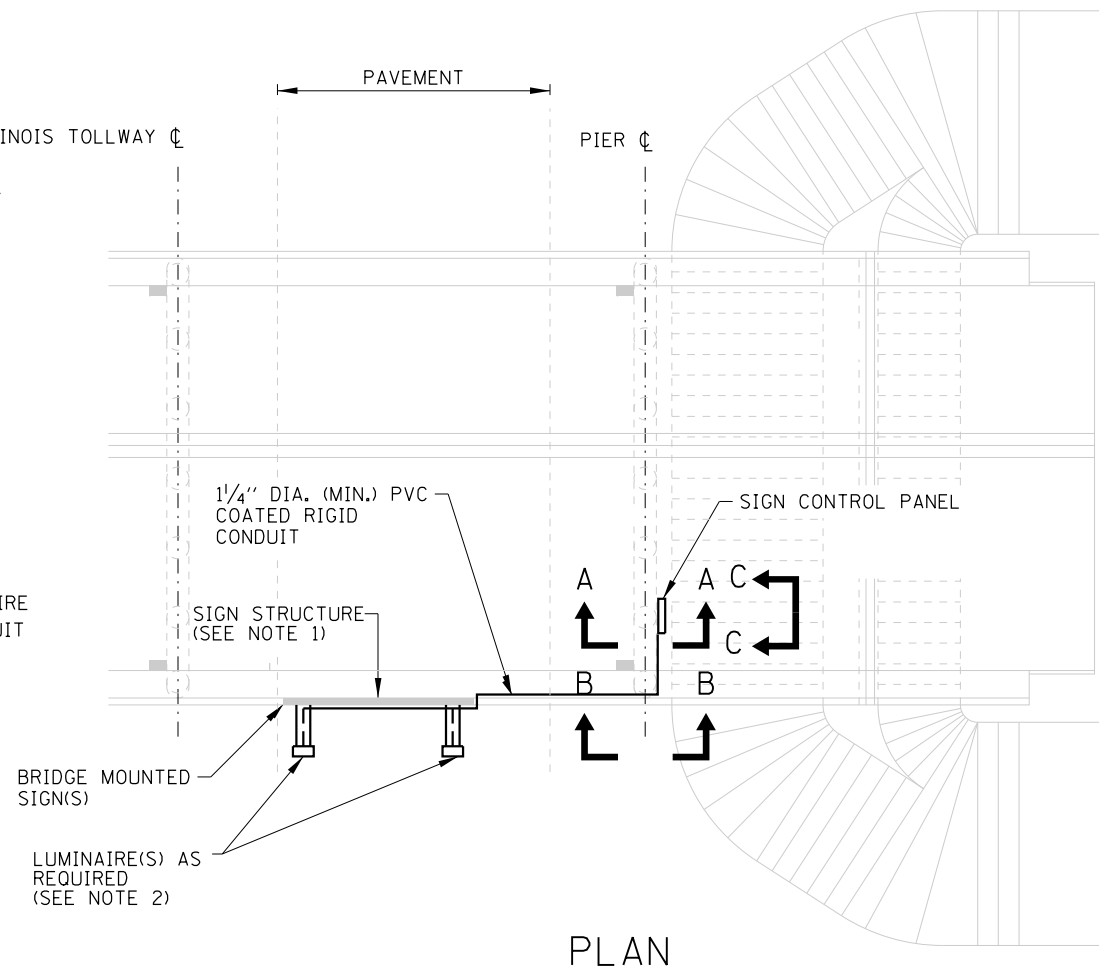 PAVEMENT
INOIS TOLLWAY ℄
PIER ℄
1¼" DIA. (MIN.) PVC
COATED RIGID
CONDUIT
SIGN CONTROL PANEL
A
A
C
IRE
UIT
SIGN STRUCTURE
(SEE NOTE 1)
C
B
B
BRIDGE MOUNTED
SIGN(S)
LUMINAIRE(S) AS
REQUIRED
(SEE NOTE 2)
PLAN